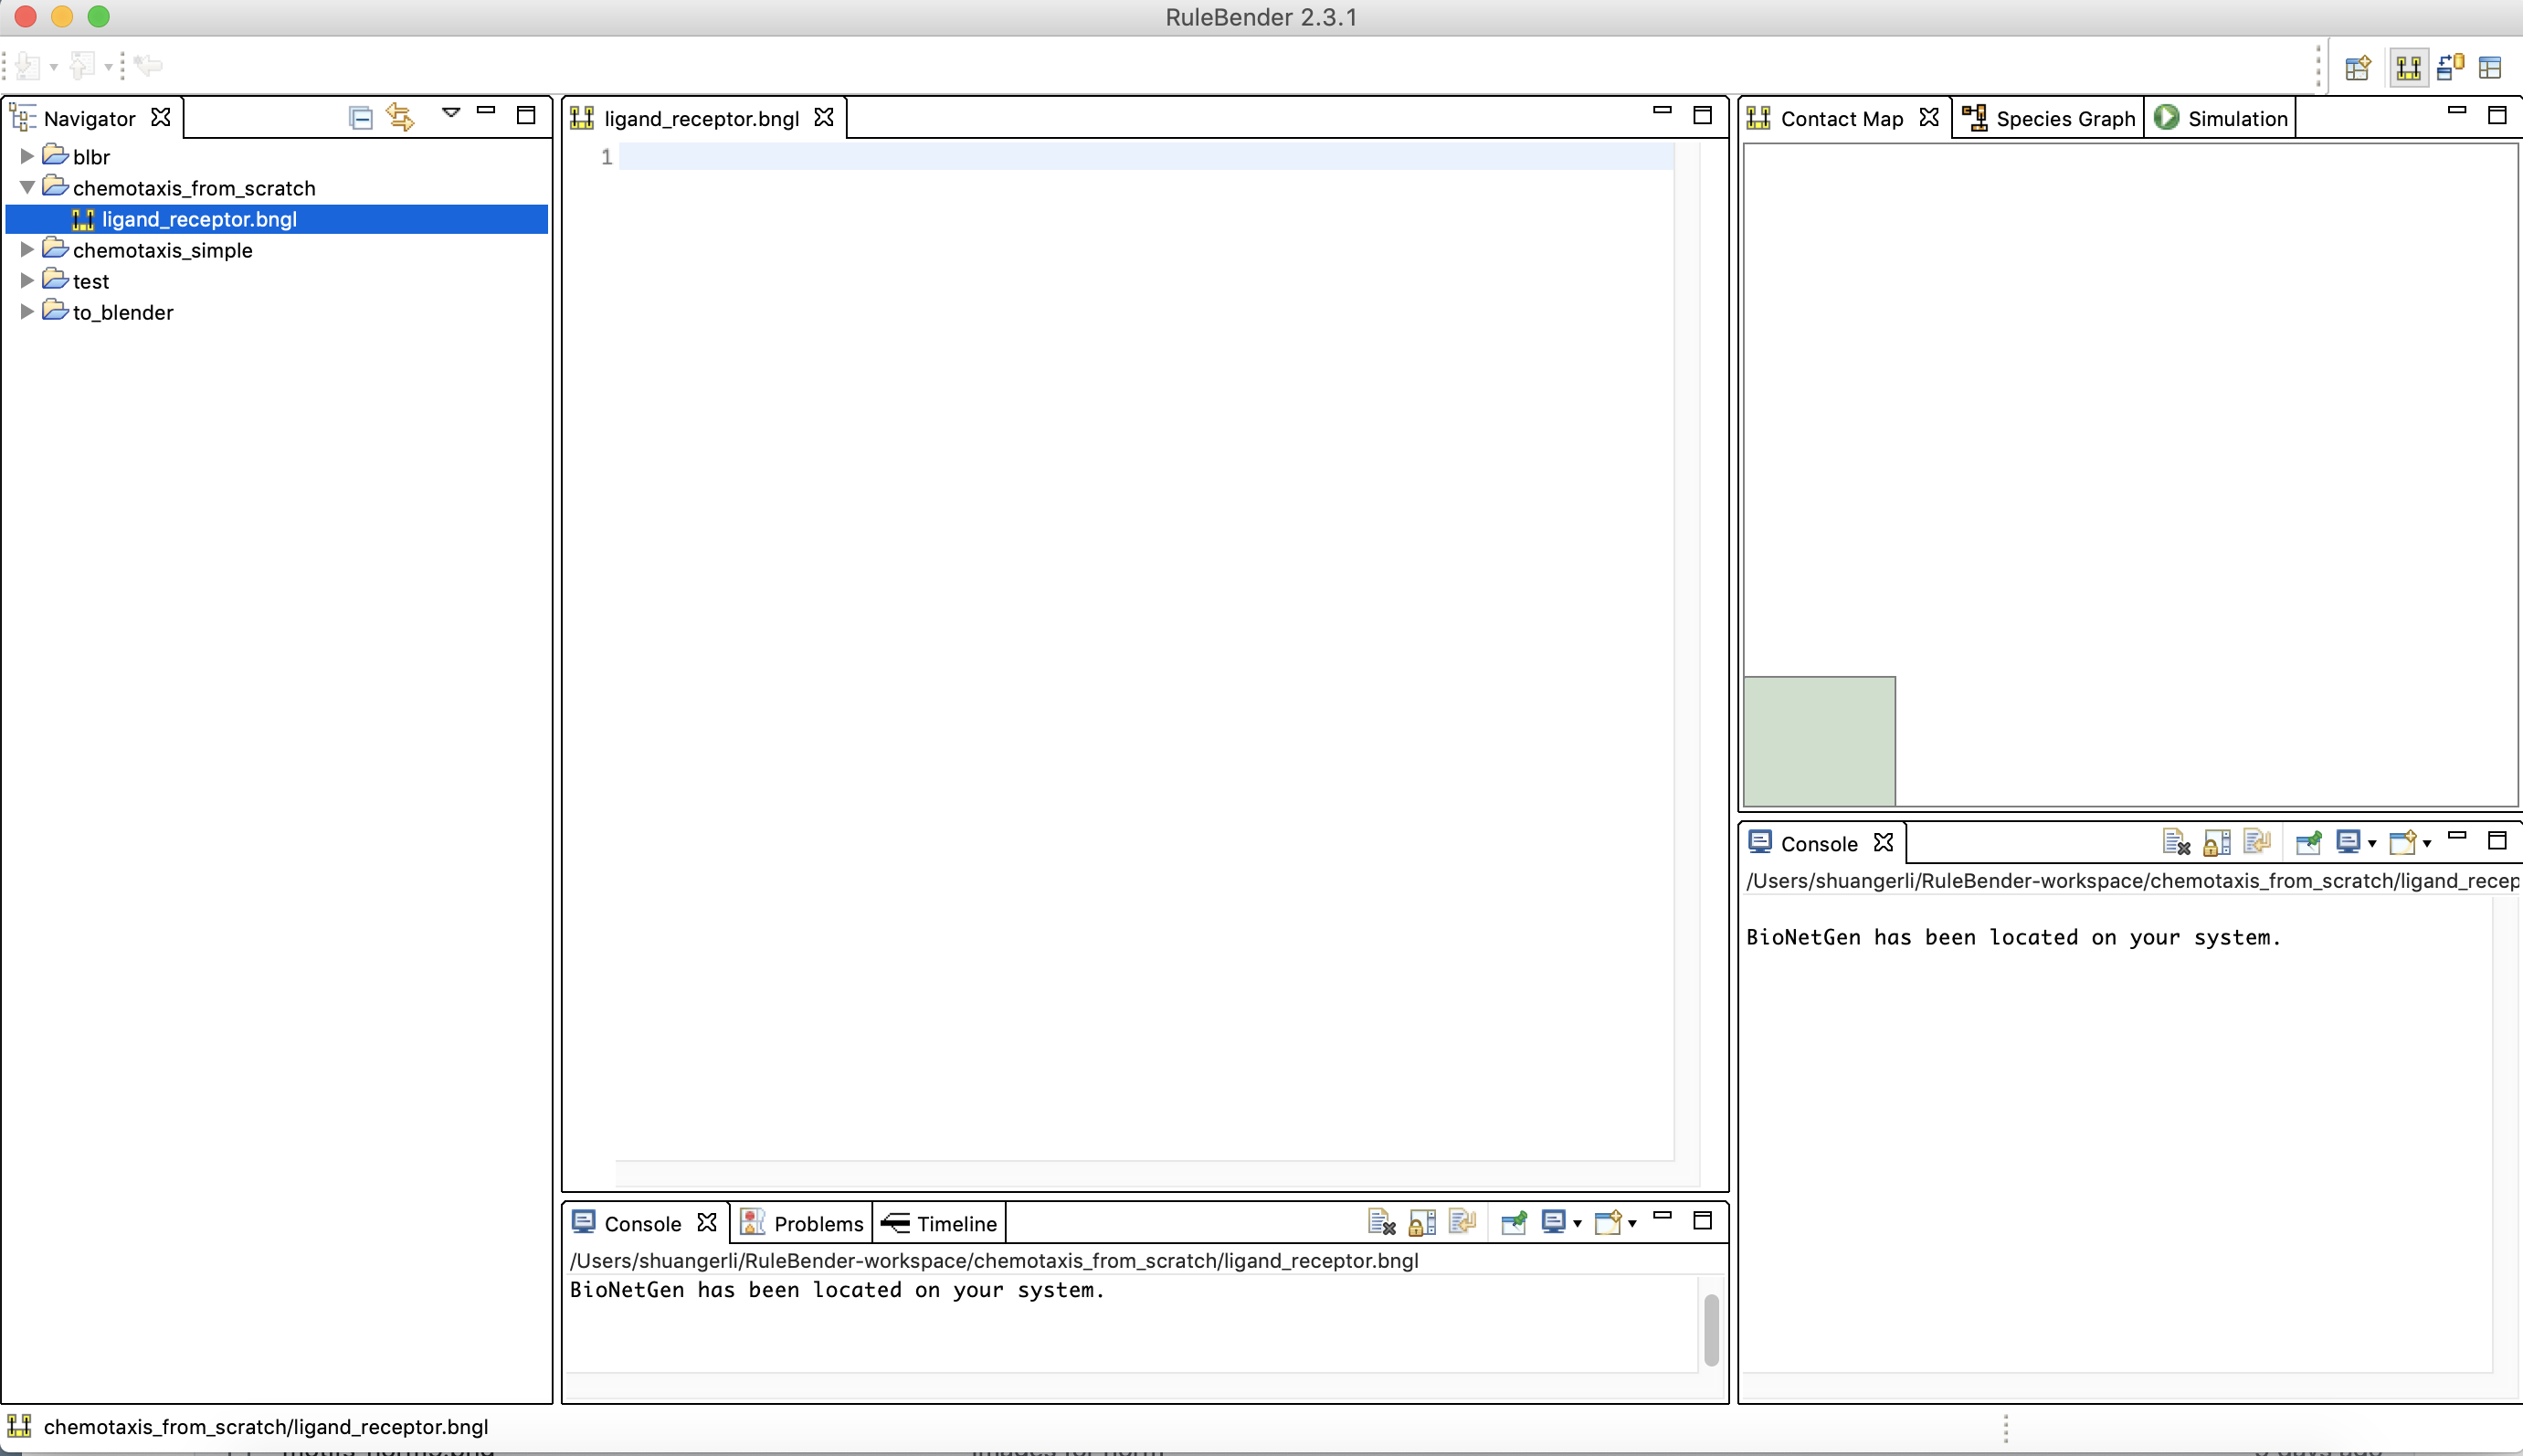 RuleBender 2.3.1
Navigator
blbr
chemotaxis_from_scratch
ligand_receptor.bngl
chemotaxis_simple
test
to_blender
ligand_receptor.bngl
1
Contact Map Species Graph Simulation
Console
/Users/shuangerli/RuleBender-workspace/chemotaxis_from_scratch/ligand_recep
BioNetGen has been located on your system.
Console Problems Timeline
/Users/shuangerli/RuleBender-workspace/chemotaxis_from_scratch/ligand_receptor.bngl
BioNetGen has been located on your system.
chemotaxis_from_scratch/ligand_receptor.bngl